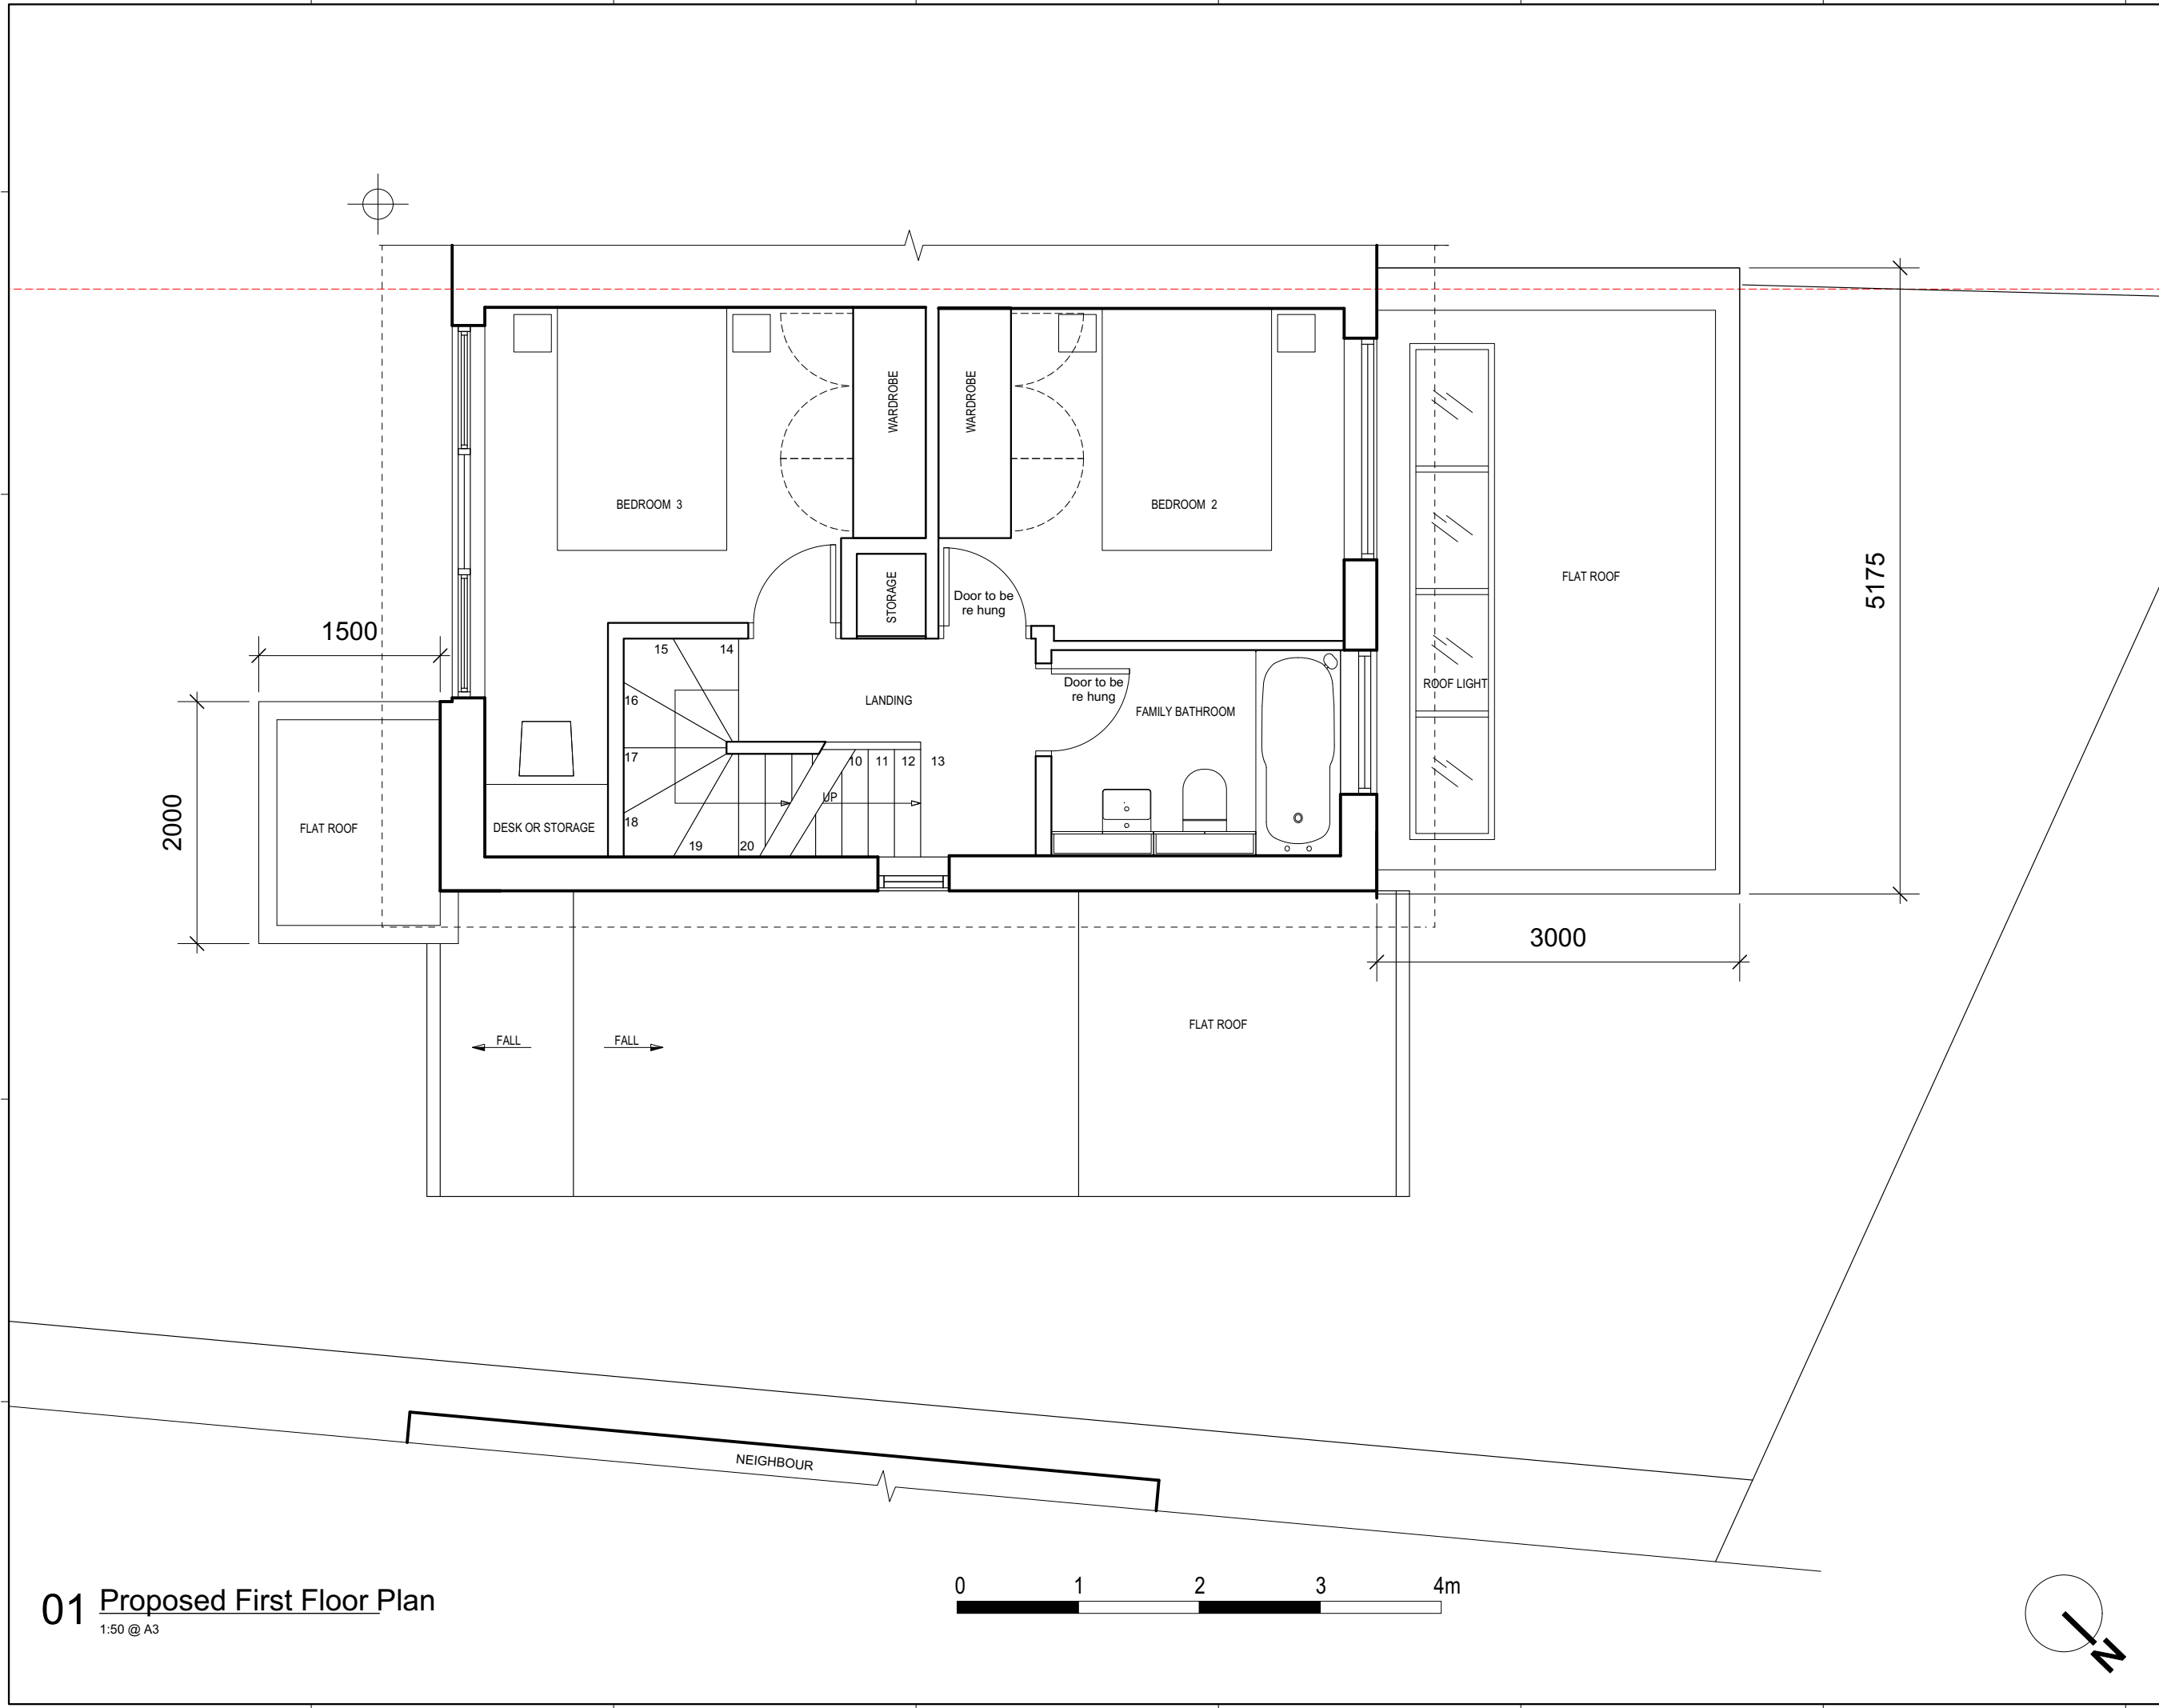 WARDROBE
WARDROBE
BEDROOM 3
BEDROOM 2
STORAGE
Door to be
re hung
FLAT ROOF
5175
1500
15
14
16
17
18
19
20
LANDING
Door to be
re hung
FAMILY BATHROOM
ROOF LIGHT
10
11
12
13
UP
2000
FLAT ROOF
DESK OR STORAGE
3000
FLAT ROOF
FALL
FALL
NEIGHBOUR
01 Proposed First Floor Plan
1:50 @ A3
0 1 2 3 4m
N